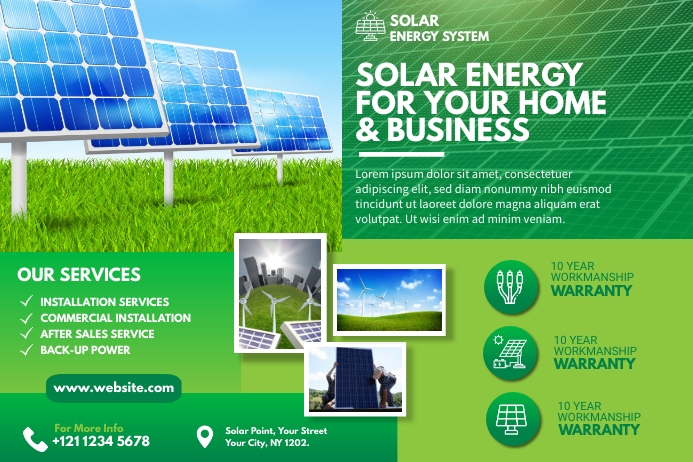 SOLAR
ENERGY SYSTEM
SOLAR ENERGY
FOR YOUR HOME
& BUSINESS
Lorem ipsum dolor sit amet, consectetuer
adipiscing elit, sed diam nonummy nibh euismod
tincidunt ut laoreet dolore magna aliquam erat
volutpat. Ut wisi enim ad minim veniam.
OUR SERVICES
INSTALLATION SERVICES
COMMERCIAL INSTALLATION
AFTER SALES SERVICE
BACK-UP POWER
www.website.com
For More Info
+121 1234 5678
Solar Point, Your Street
Your City, NY 1202.
10 YEAR
WORKMANSHIP
WARRANTY
10 YEAR
WORKMANSHIP
WARRANTY
10 YEAR
WORKMANSHIP
WARRANTY